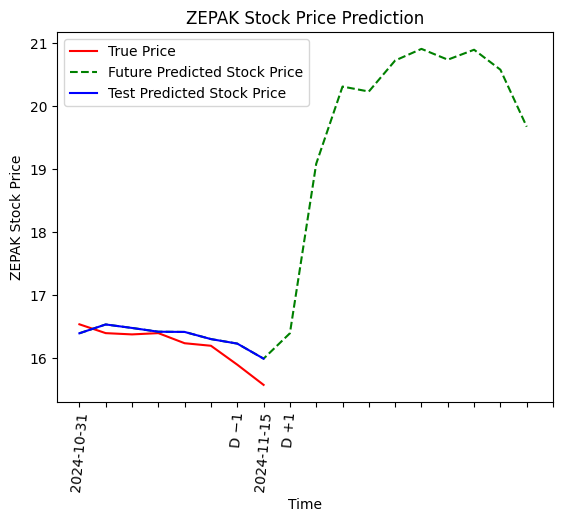 ZEPAK Stock Price Prediction
True Price
Future Predicted Stock Price
Test Predicted Stock Price
ZEPAK Stock Price
21
20
19
18
17
16
2024-10-31
D −1
2024-11-15
D +1
Time